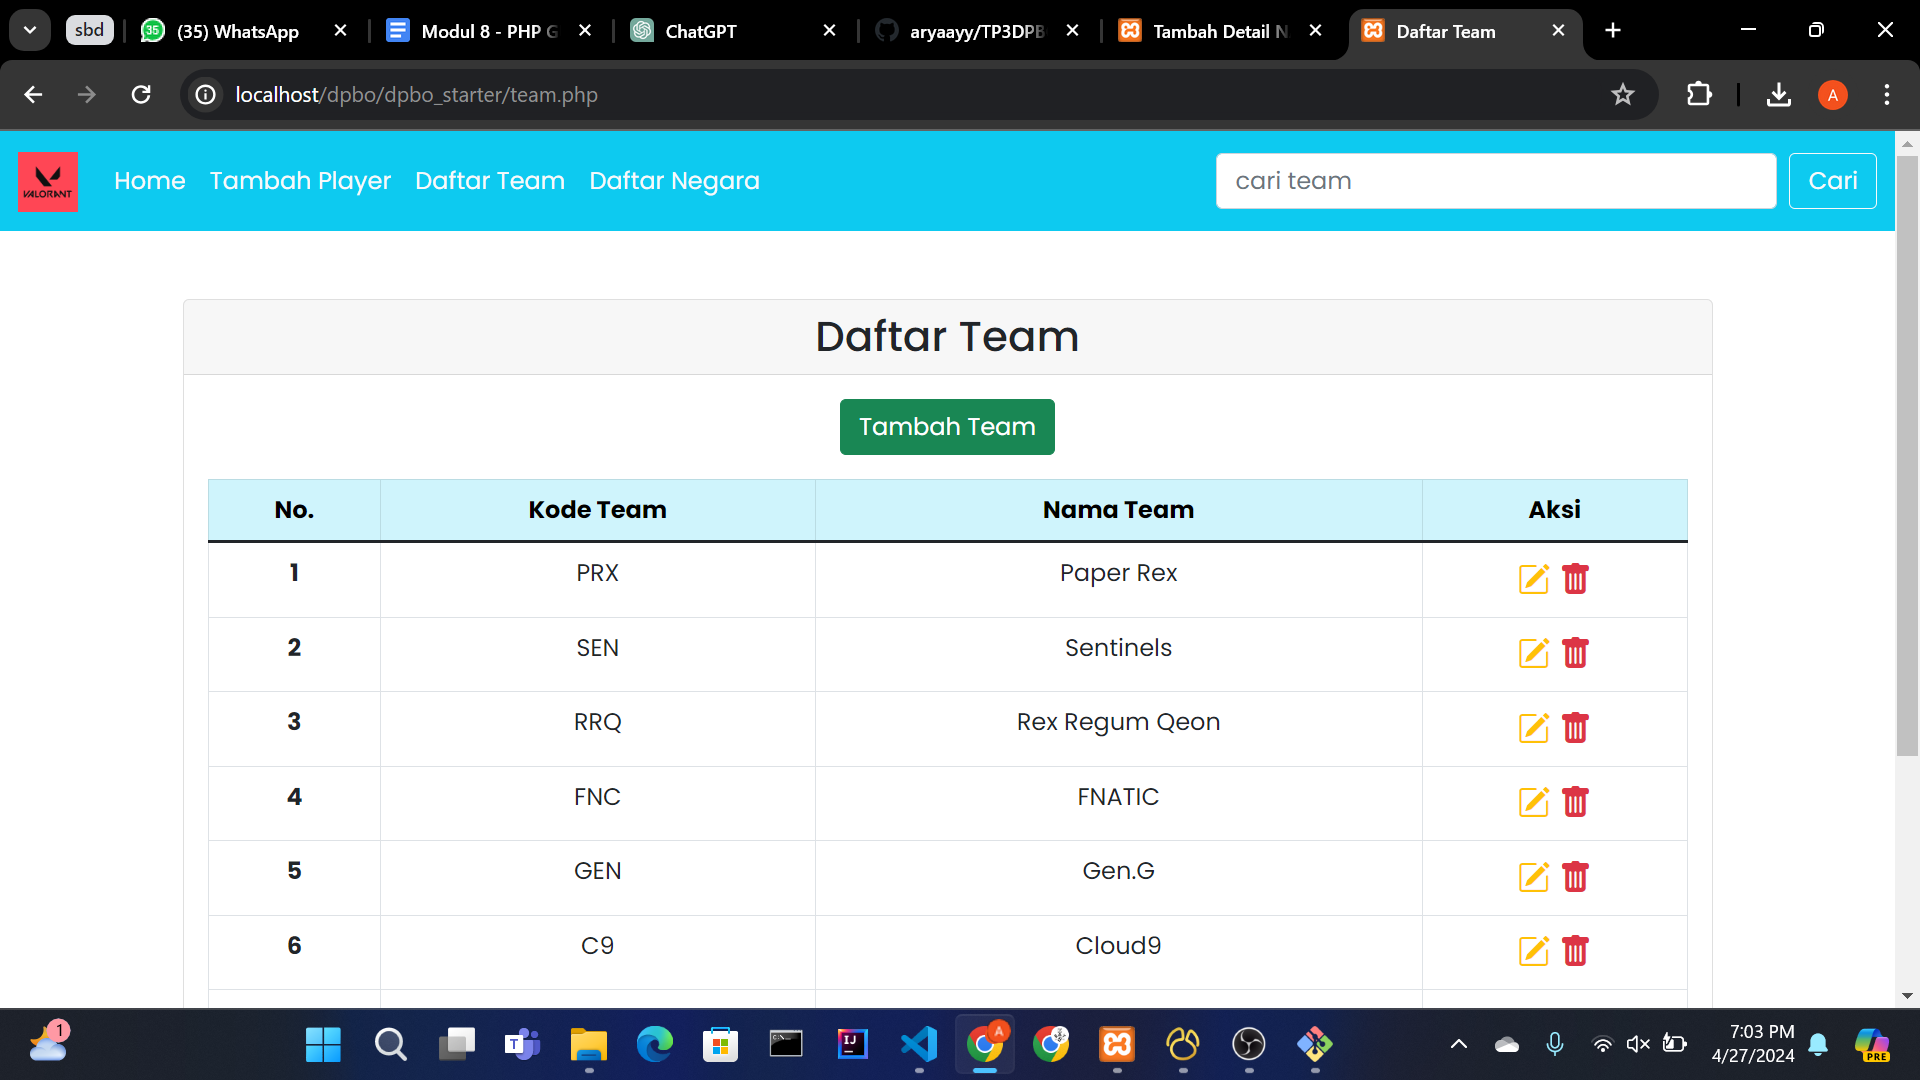 sbd
35
(35) WhatsApp
Modul 8 - PHP G
ChatGPT
aryaayy/TP3DPB
Tambah Detail N
Daftar Team
localhost/dpbo/dpbo_starter/team.php
A
VALORANT
Home
Tambah Player
Daftar Team
Daftar Negara
cari team
Cari
Daftar Team
Tambah Team
No. Kode Team Nama Team Aksi
1 PRX Paper Rex
2 SEN Sentinels
3 RRQ Rex Regum Qeon
4 FNC FNATIC
5 GEN Gen.G
6 C9 Cloud9
1
T
IJ
A
PRE
7:03 PM
4/27/2024